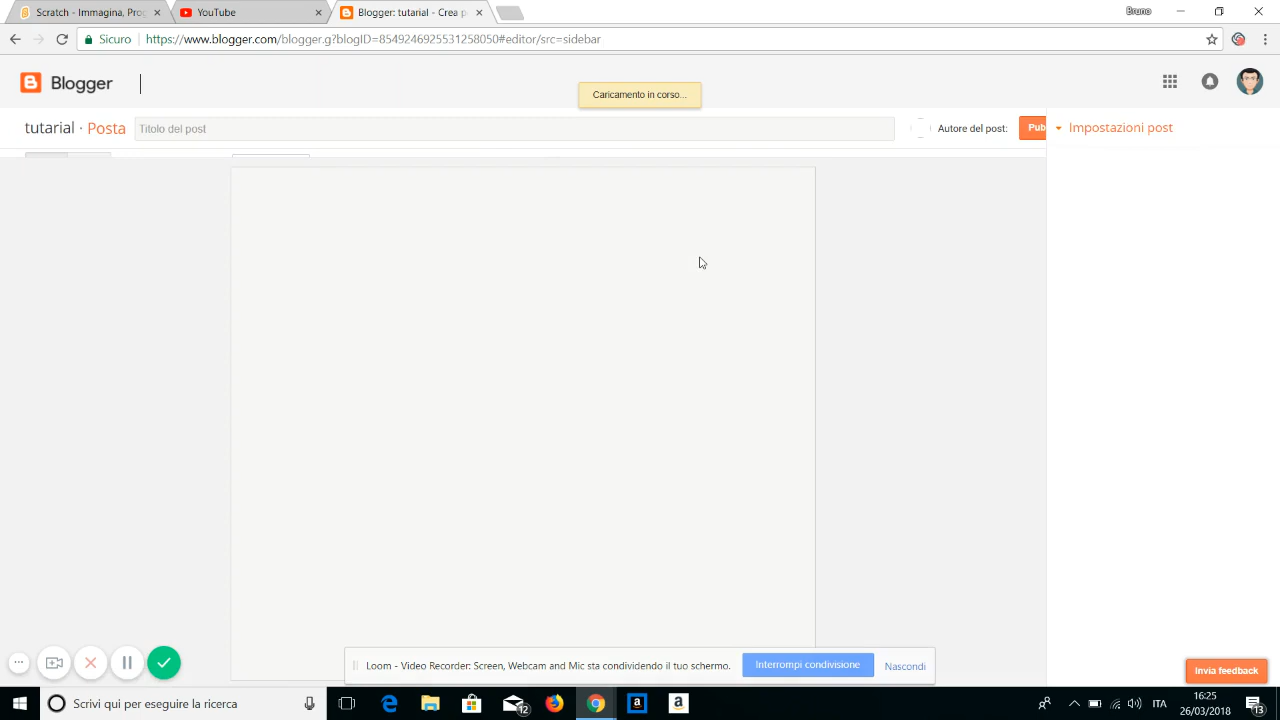 Scratch - Immagina, Prog
YouTube
Blogger: tutarial - Crea p
Bruno
Sicuro
https://www.blogger.com/blogger.g?blogID=8549246925531258050#editor/src=sidebar
Blogger
Caricamento in corso...
tutarial · Posta
Titolo del post
Autore del post:
Pub
Impostazioni post
Loom - Video Recorder: Screen, Webcam and Mic sta condividendo il tuo schermo.
Interrompi condivisione
Nascondi
Invia feedback
Scrivi qui per eseguire la ricerca
12
ITA
16:25
26/03/2018
13